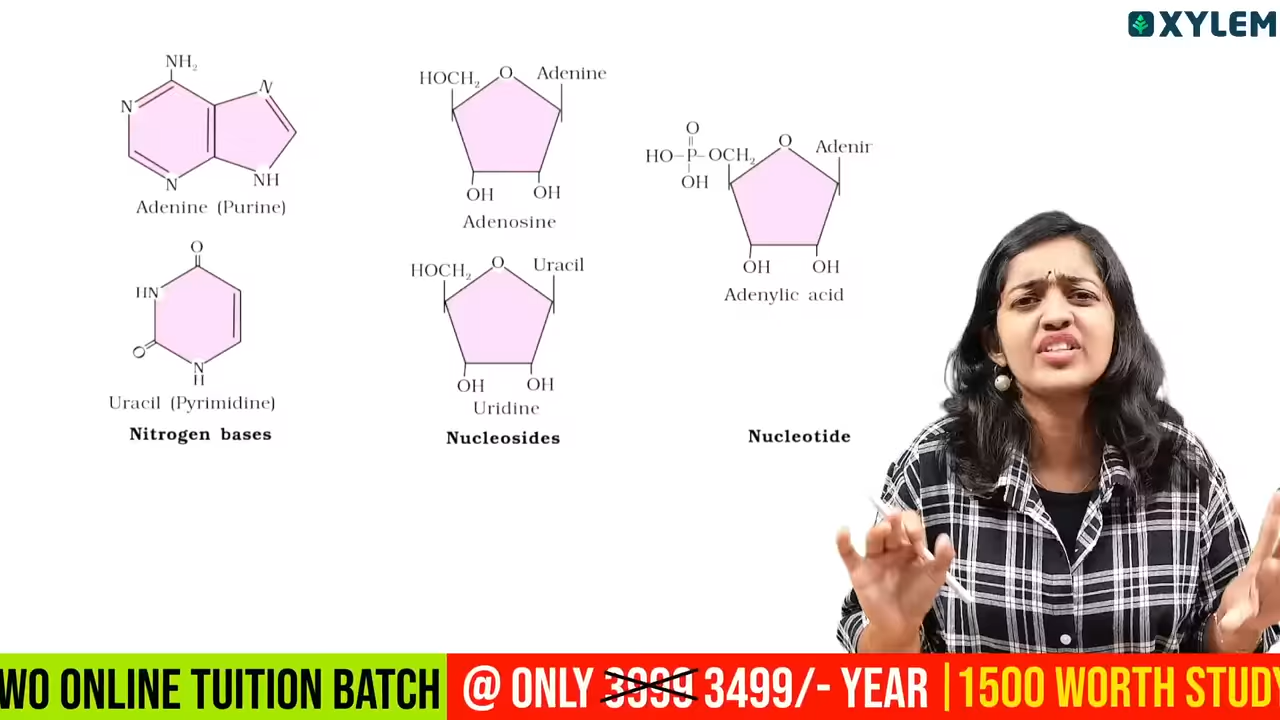 XYLEM
NH₂
N
N
N
NH
Adenine (Purine)
HOCH₂
O
Adenine
OH
OH
Adenosine
O
HO-P-OCH₂
OH
O
Adenir
OH
OH
Adenylic acid
O
HN
O
N
H
Uracil (Pyrimidine)
Nitrogen bases
HOCH₂
O
Uracil
OH
OH
Uridine
Nucleosides
Nucleotide
WO ONLINE TUITION BATCH
@ ONLY 3999 3499/- YEAR
|1500 WORTH STUDY